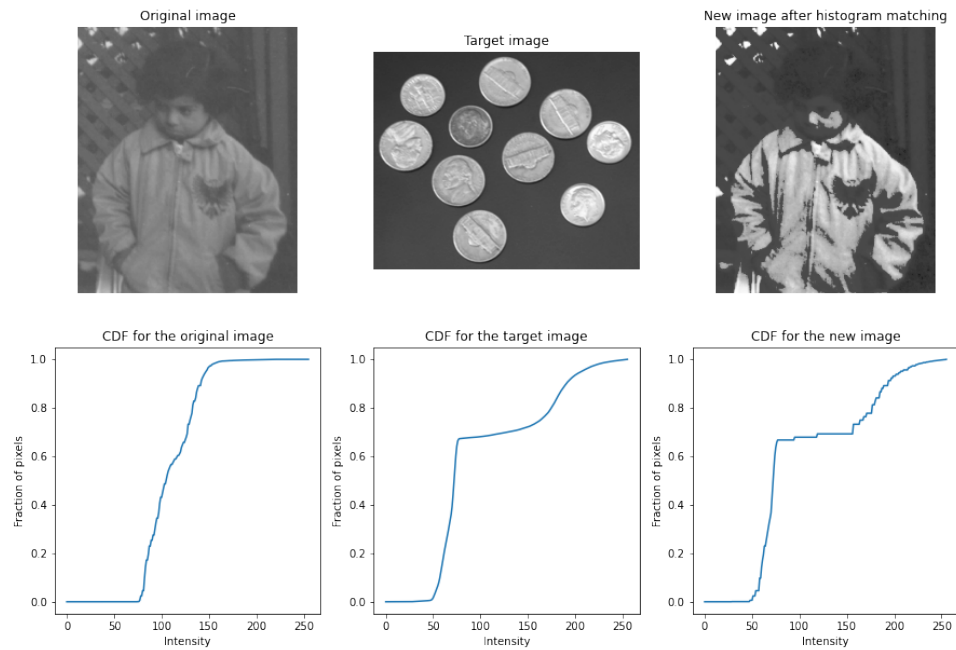 Original image
Target image
New image after histogram matching
CDF for the original image
CDF for the target image
CDF for the new image
1.0
0.8
0.6
0.4
0.2
0.0
Fraction of pixels
0 50 100 150 200 250
Intensity
1.0
0.8
0.6
0.4
0.2
0.0
Fraction of pixels
0 50 100 150 200 250
Intensity
1.0
0.8
0.6
0.4
0.2
0.0
Fraction of pixels
0 50 100 150 200 250
Intensity